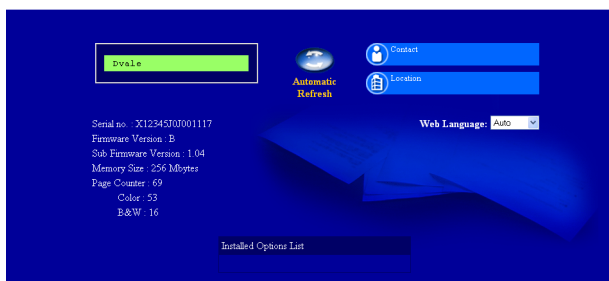 Dvale
Automatic
Refresh
Contact
Location
Serial no. : X12345J0J001117
Web Language: Auto
Firmware Version : B
Sub Firmware Version : 1.04
Memory Size : 256 Mbytes
Page Counter : 69
Color : 53
B&W : 16
Installed Options List